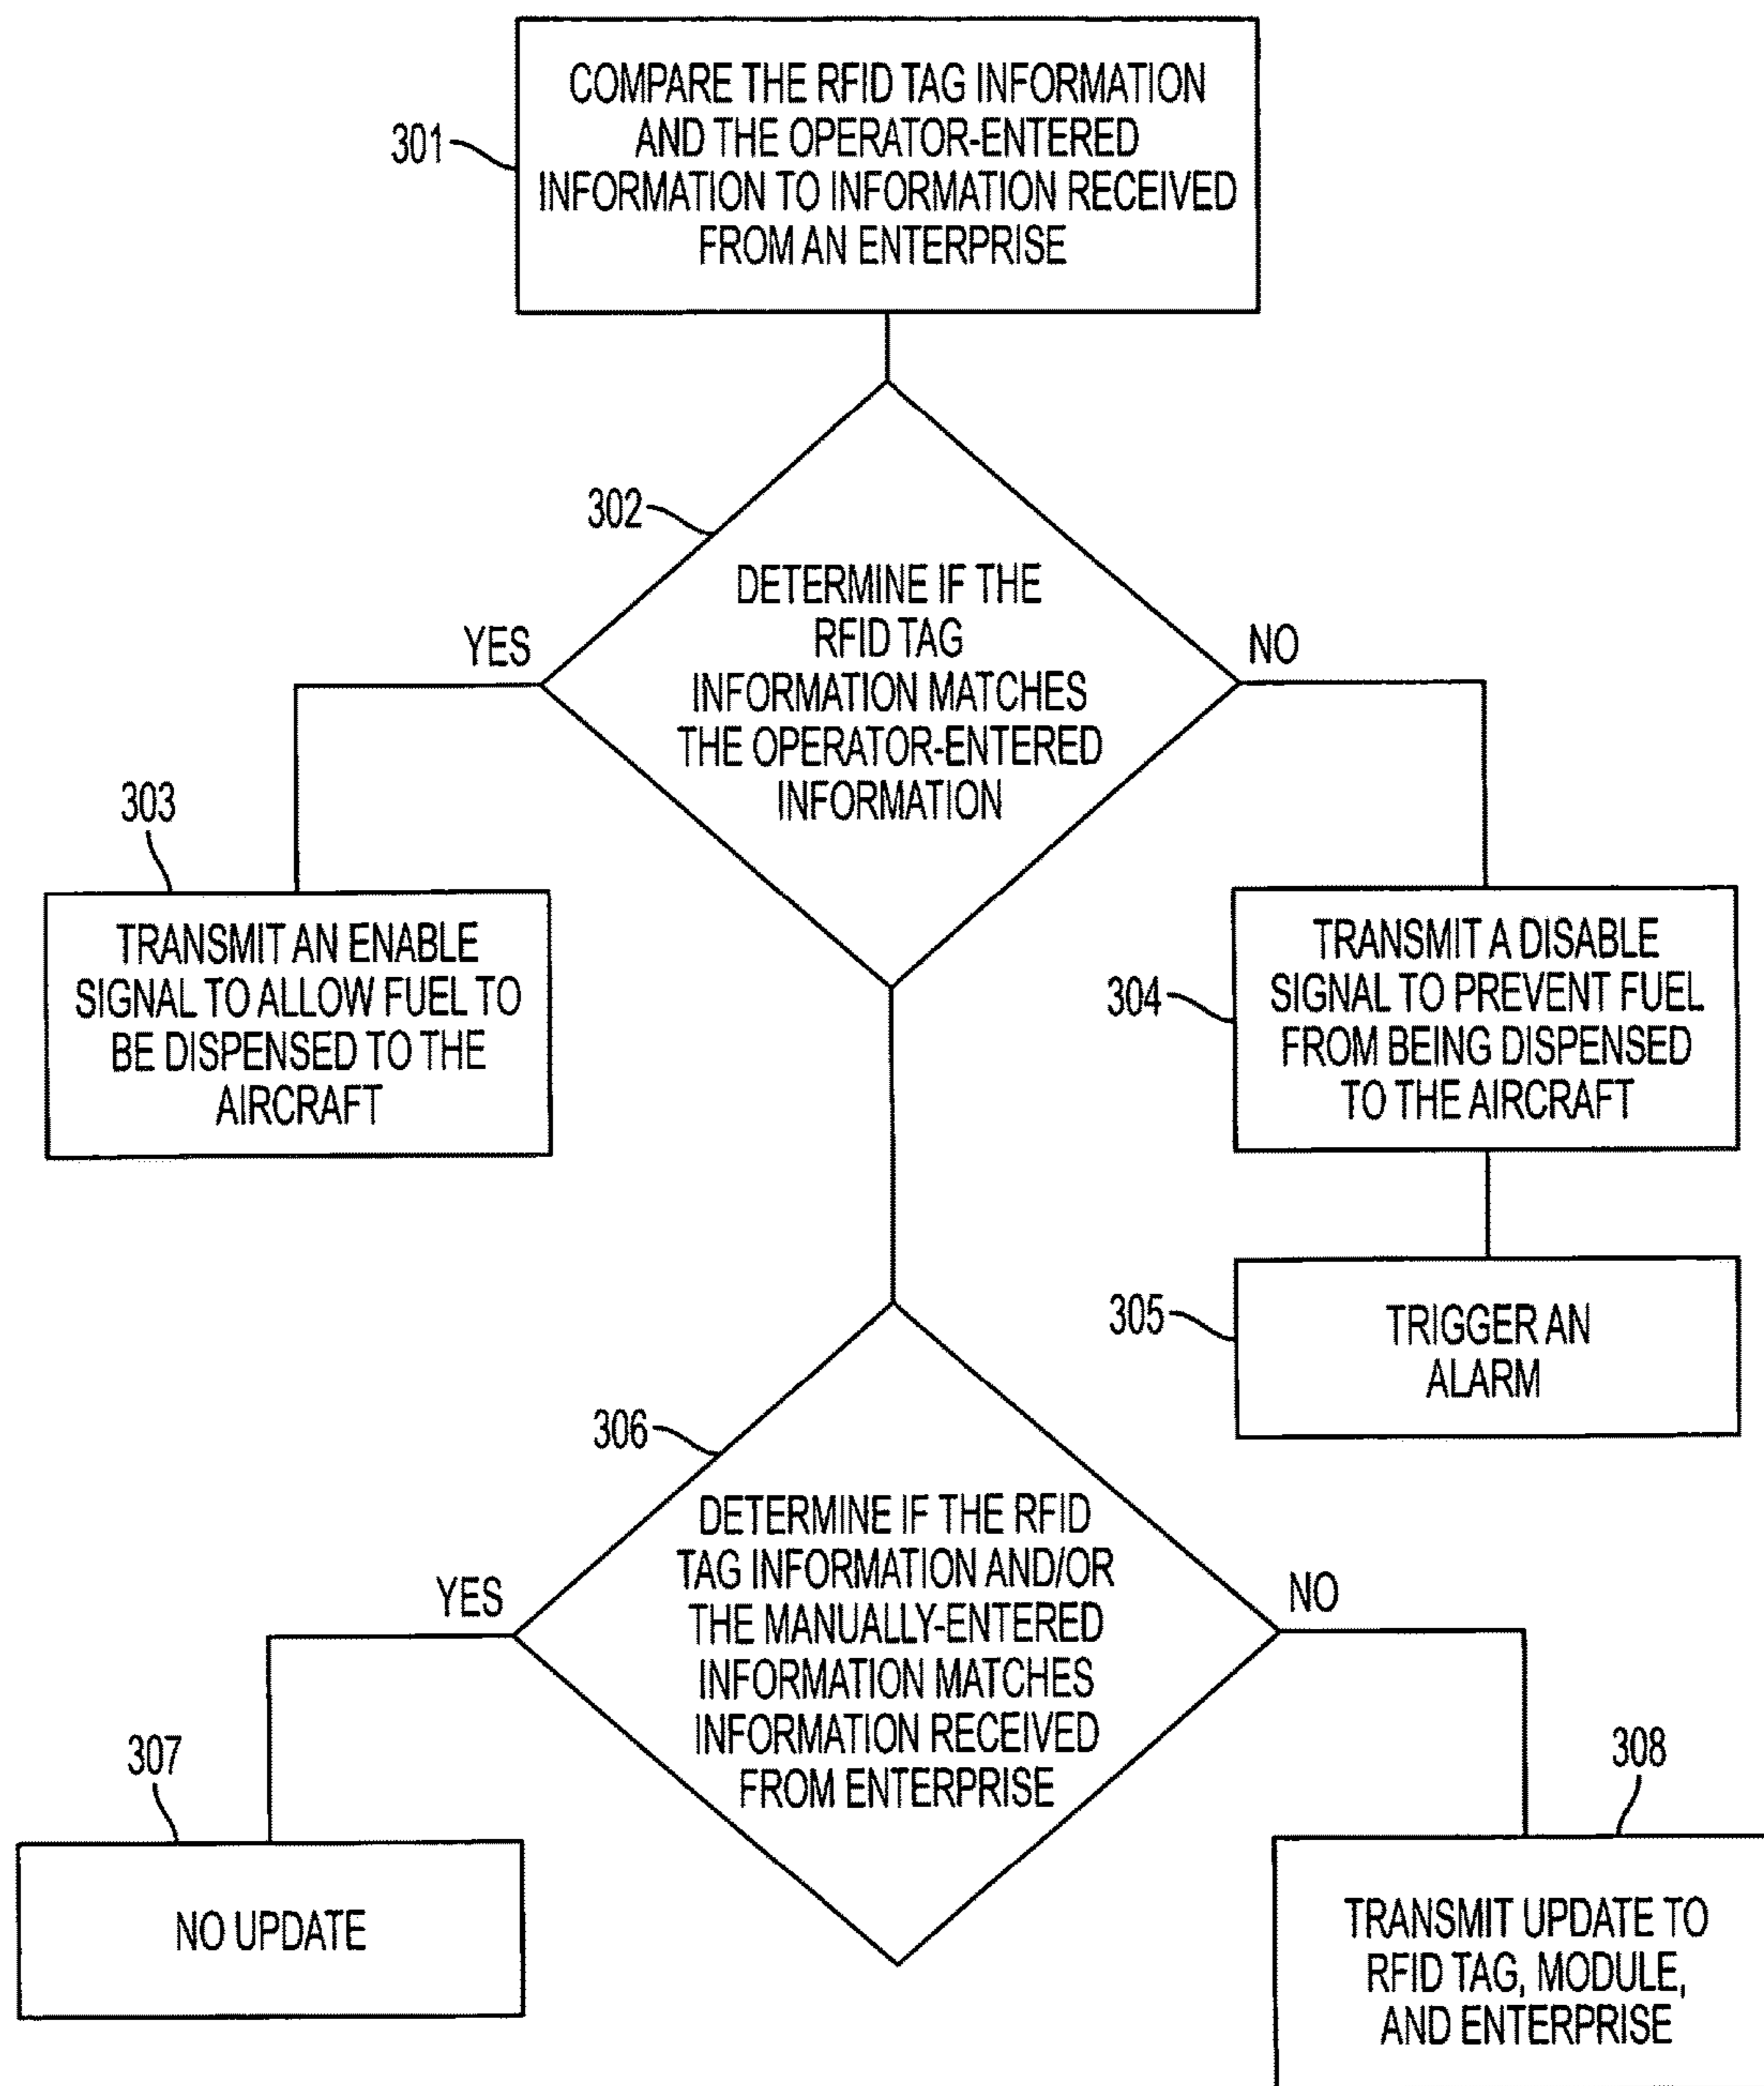 COMPARE THE RFID TAG INFORMATION
AND THE OPERATOR-ENTERED
INFORMATION TO INFORMATION RECEIVED
FROM AN ENTERPRISE
301
302
DETERMINE IF THE
RFID TAG
INFORMATION MATCHES
THE OPERATOR-ENTERED
INFORMATION
YES
NO
303
TRANSMIT AN ENABLE
SIGNAL TO ALLOW FUEL TO
BE DISPENSED TO THE
AIRCRAFT
304
TRANSMIT A DISABLE
SIGNAL TO PREVENT FUEL
FROM BEING DISPENSED
TO THE AIRCRAFT
305
TRIGGER AN
ALARM
306
DETERMINE IF THE RFID
TAG INFORMATION AND/OR
THE MANUALLY-ENTERED
INFORMATION MATCHES
INFORMATION RECEIVED
FROM ENTERPRISE
YES
NO
307
NO UPDATE
308
TRANSMIT UPDATE TO
RFID TAG, MODULE,
AND ENTERPRISE